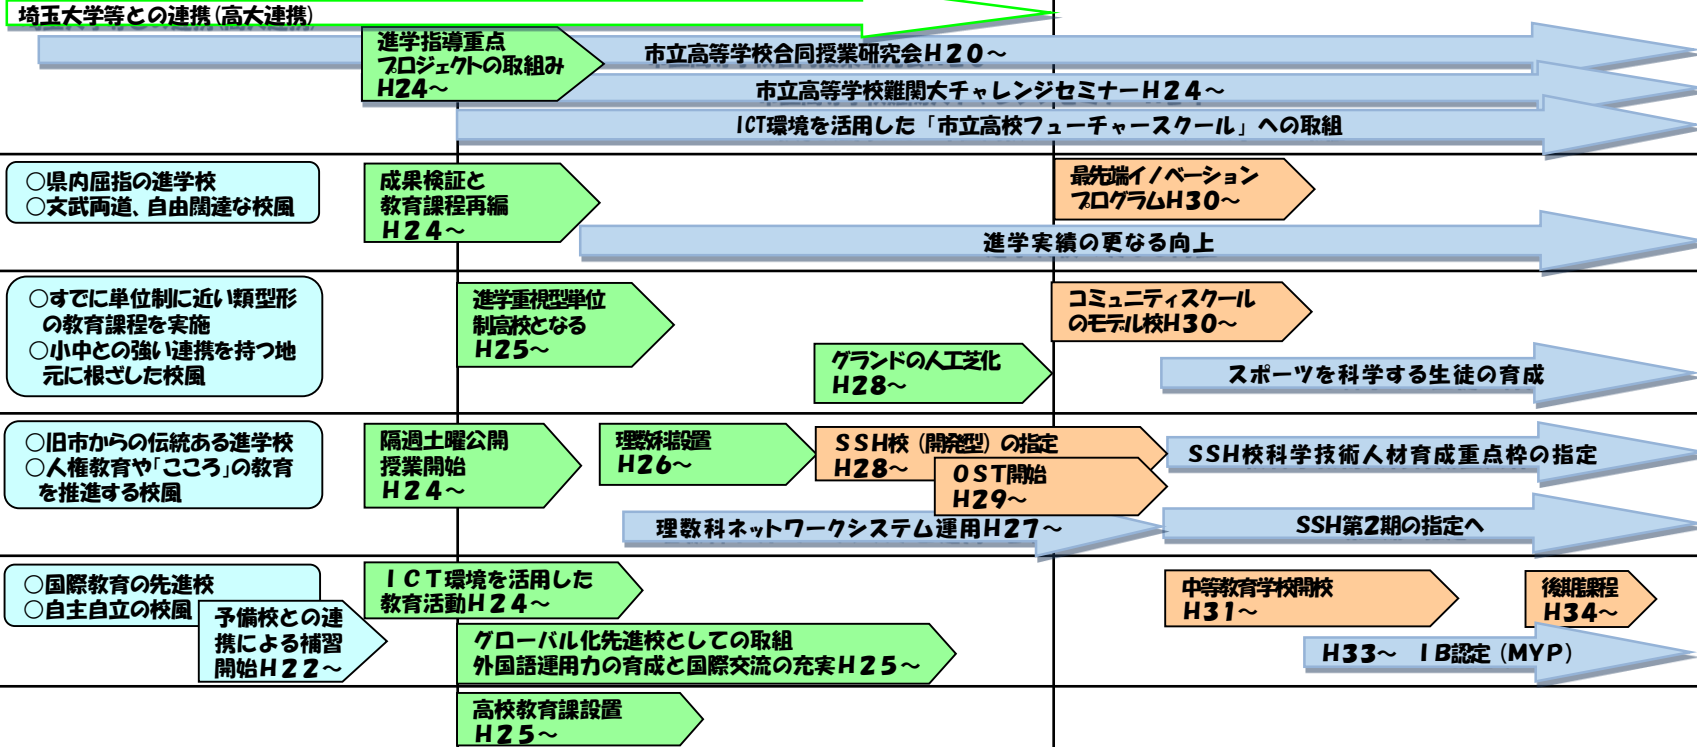 埼玉大学等との連携(高大連携)
進学指導重点
プロジェクトの取組み
H24～
市立高等学校合同授業研究会H20～
市立高等学校難関大チャレンジセミナーH24～
ICT環境を活用した「市立高校フューチャースクール」への取組
○県内屈指の進学校
○文武両道、自由闊達な校風
成果検証と
教育課程再編
H24～
最先端イノベーション
プログラムH30～
進学実績の更なる向上
○すでに単位制に近い類型形
の教育課程を実施
○小中との強い連携を持つ地
元に根ざした校風
進学重視型単位
制高校となる
H25～
グランドの人工芝化
H28～
コミュニティスクール
のモデル校H30～
スポーツを科学する生徒の育成
○旧市からの伝統ある進学校
○人権教育や「こころ」の教育
を推進する校風
隔週土曜公開
授業開始
H24～
理数科設置
H26～
SSH校（開発型）の指定
H28～
OST開始
H29～
SSH校科学技術人材育成重点枠の指定
理数科ネットワークシステム運用H27～
SSH第2期の指定へ
○国際教育の先進校
○自主自立の校風
予備校との連
携による補習
開始H22～
ICT環境を活用した
教育活動H24～
グローバル化先進校としての取組
外国語運用力の育成と国際交流の充実H25～
中等教育学校開校
H31～
後期課程
H34～
H33～　IB認定（MYP）
高校教育課設置
H25～